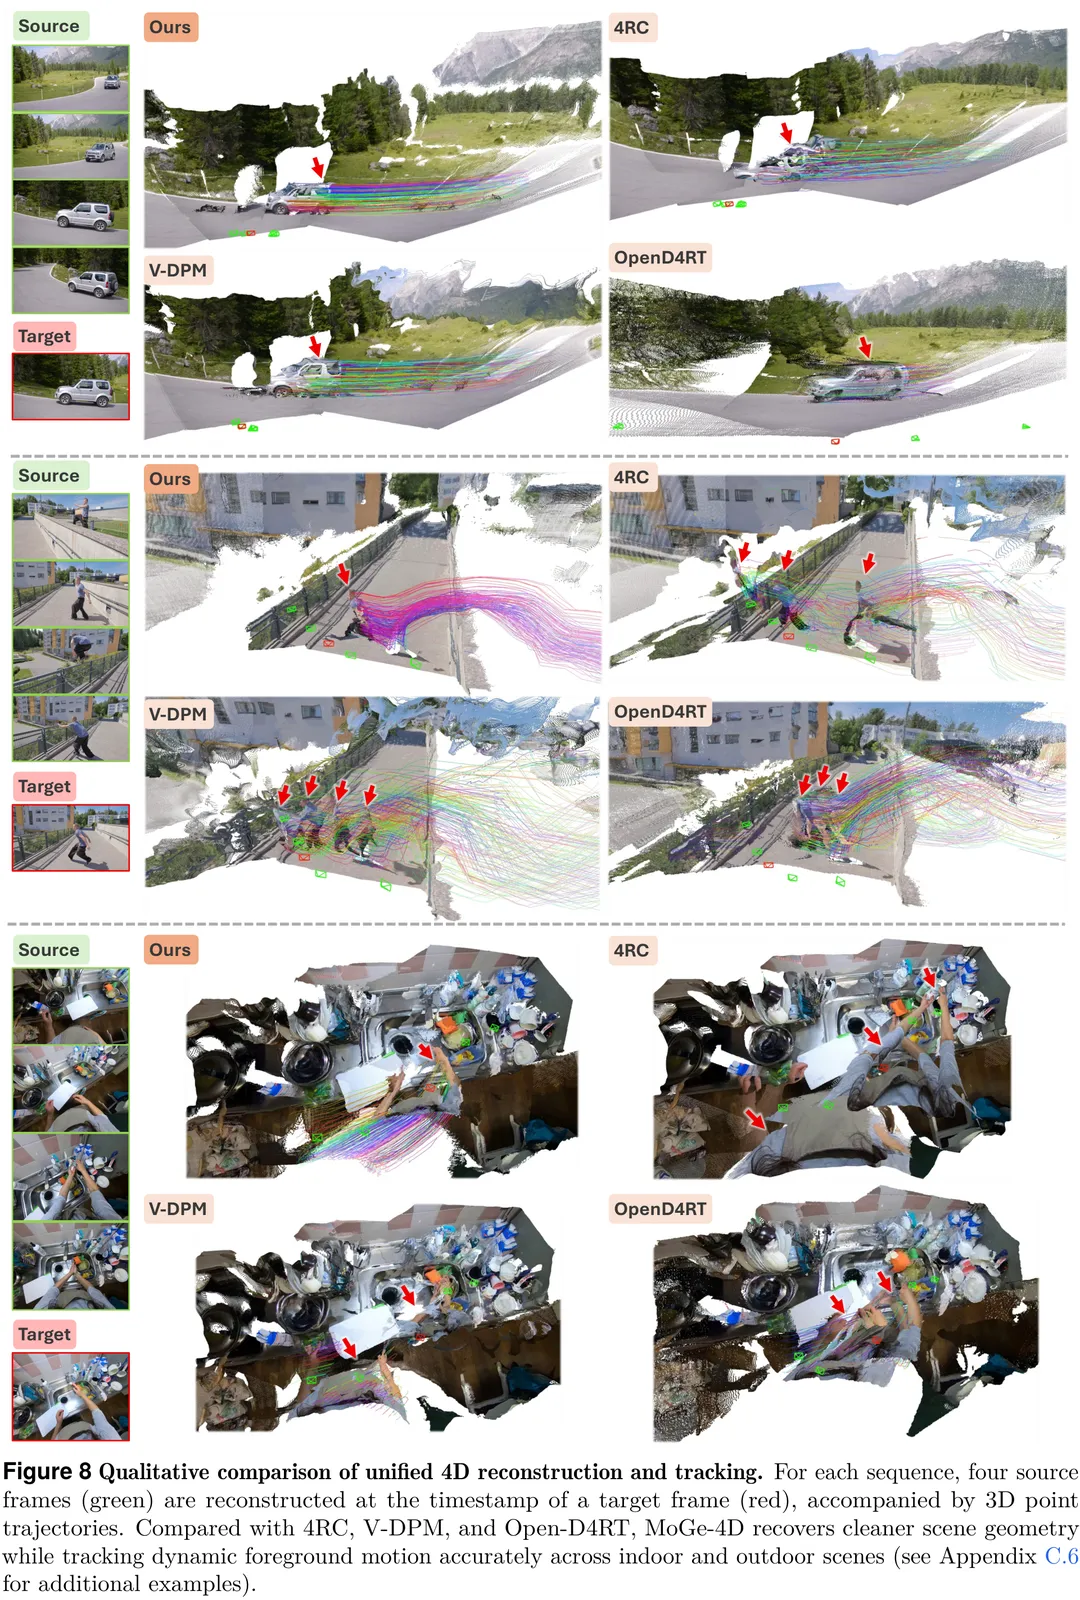 Source
Ours
4RC
V-DPM
OpenD4RT
Target
Source
Ours
4RC
V-DPM
OpenD4RT
Target
Source
Ours
4RC
V-DPM
OpenD4RT
Target
Figure 8 Qualitative comparison of unified 4D reconstruction and tracking. For each sequence, four source
frames (green) are reconstructed at the timestamp of a target frame (red), accompanied by 3D point
trajectories. Compared with 4RC, V-DPM, and Open-D4RT, MoGe-4D recovers cleaner scene geometry
while tracking dynamic foreground motion accurately across indoor and outdoor scenes (see Appendix C.6
for additional examples).